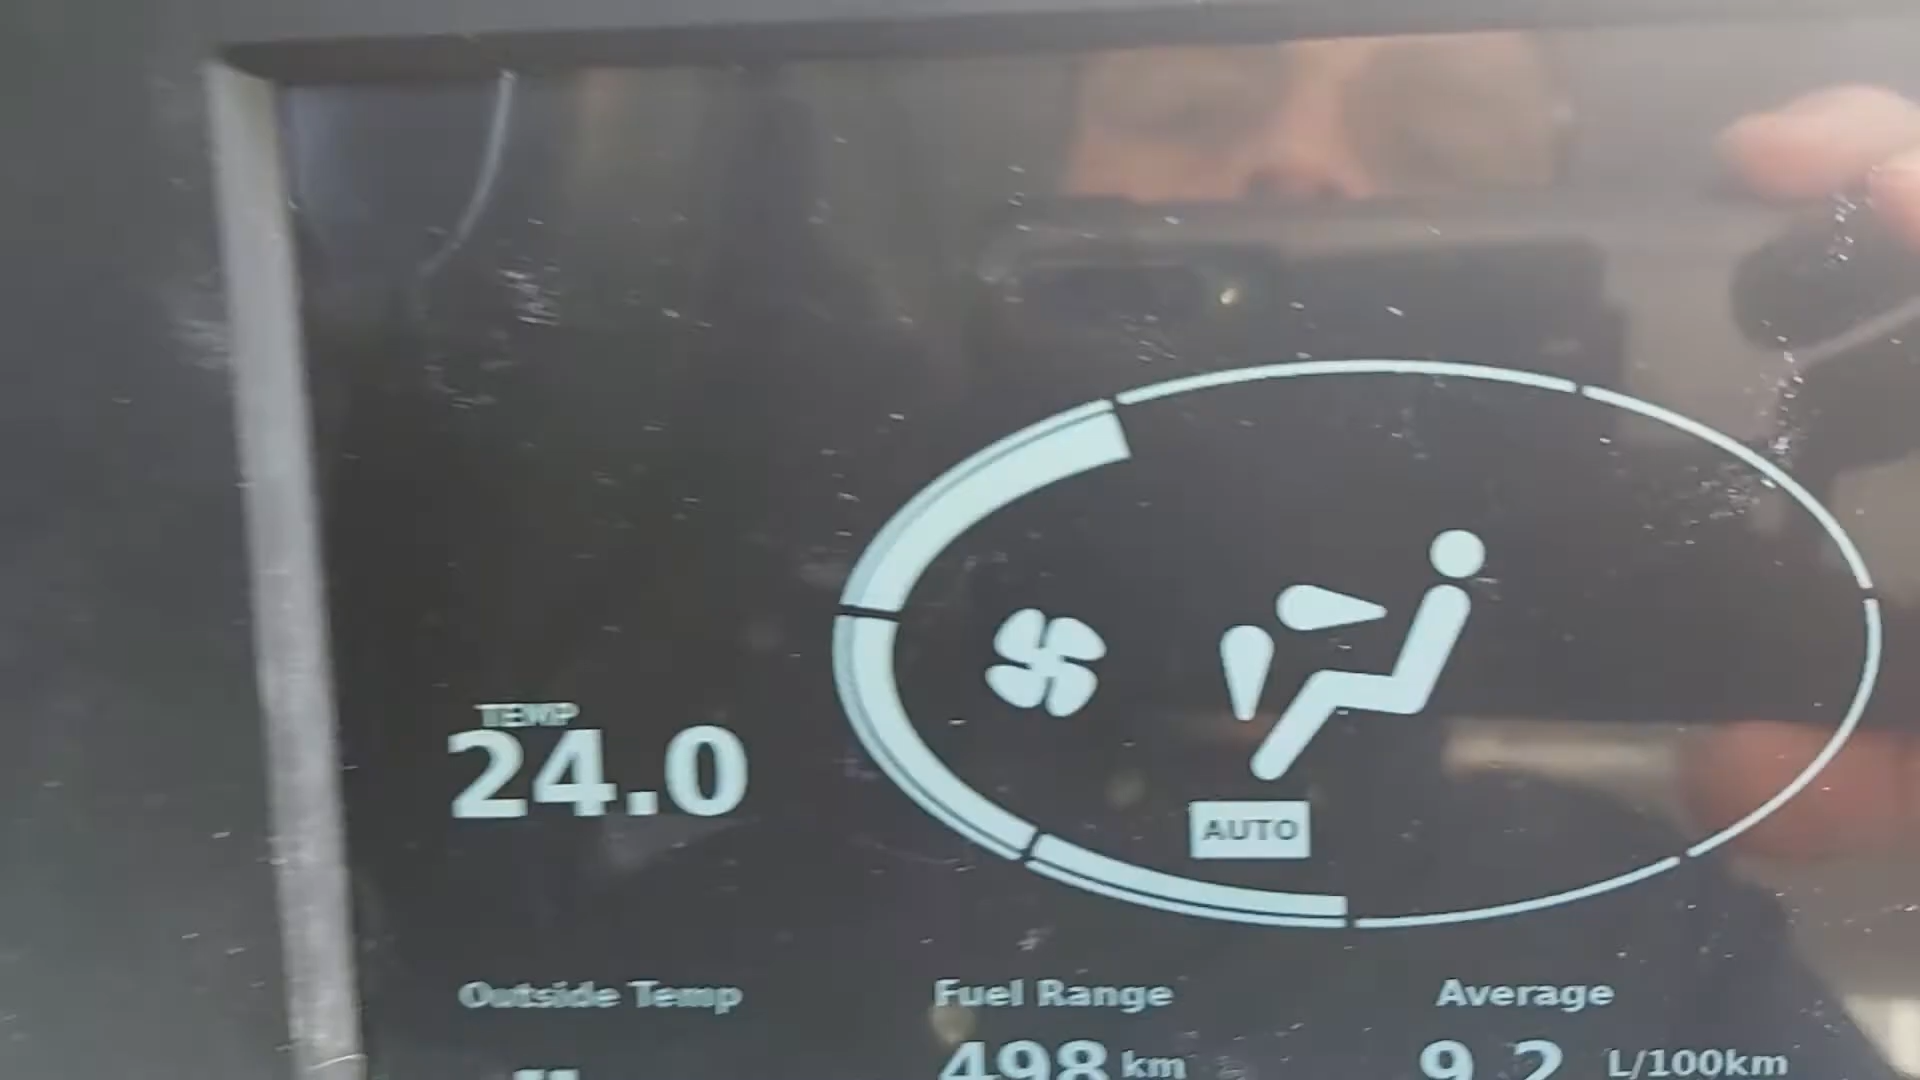 TEMP
24.0
AUTO
Outside Temp
Fuel Range
Average
498 km
9.2 L/100km